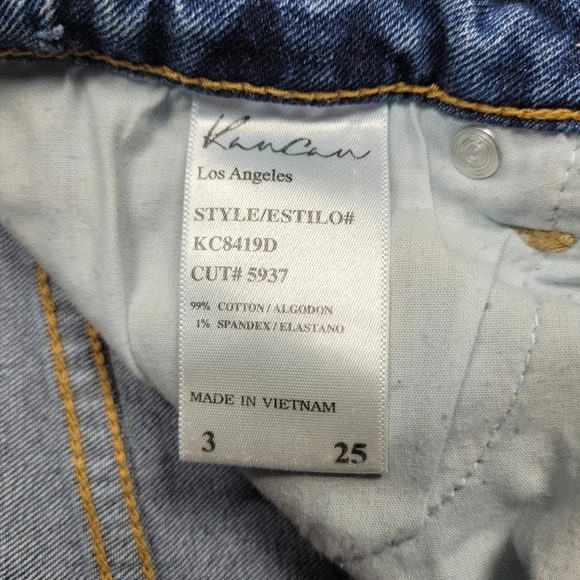 KanCan
Los Angeles
STYLE/ESTILO#
KC8419D
CUT# 5937
99% COTTON / ALGODON
1% SPANDEX / ELASTANO
MADE IN VIETNAM
3 25